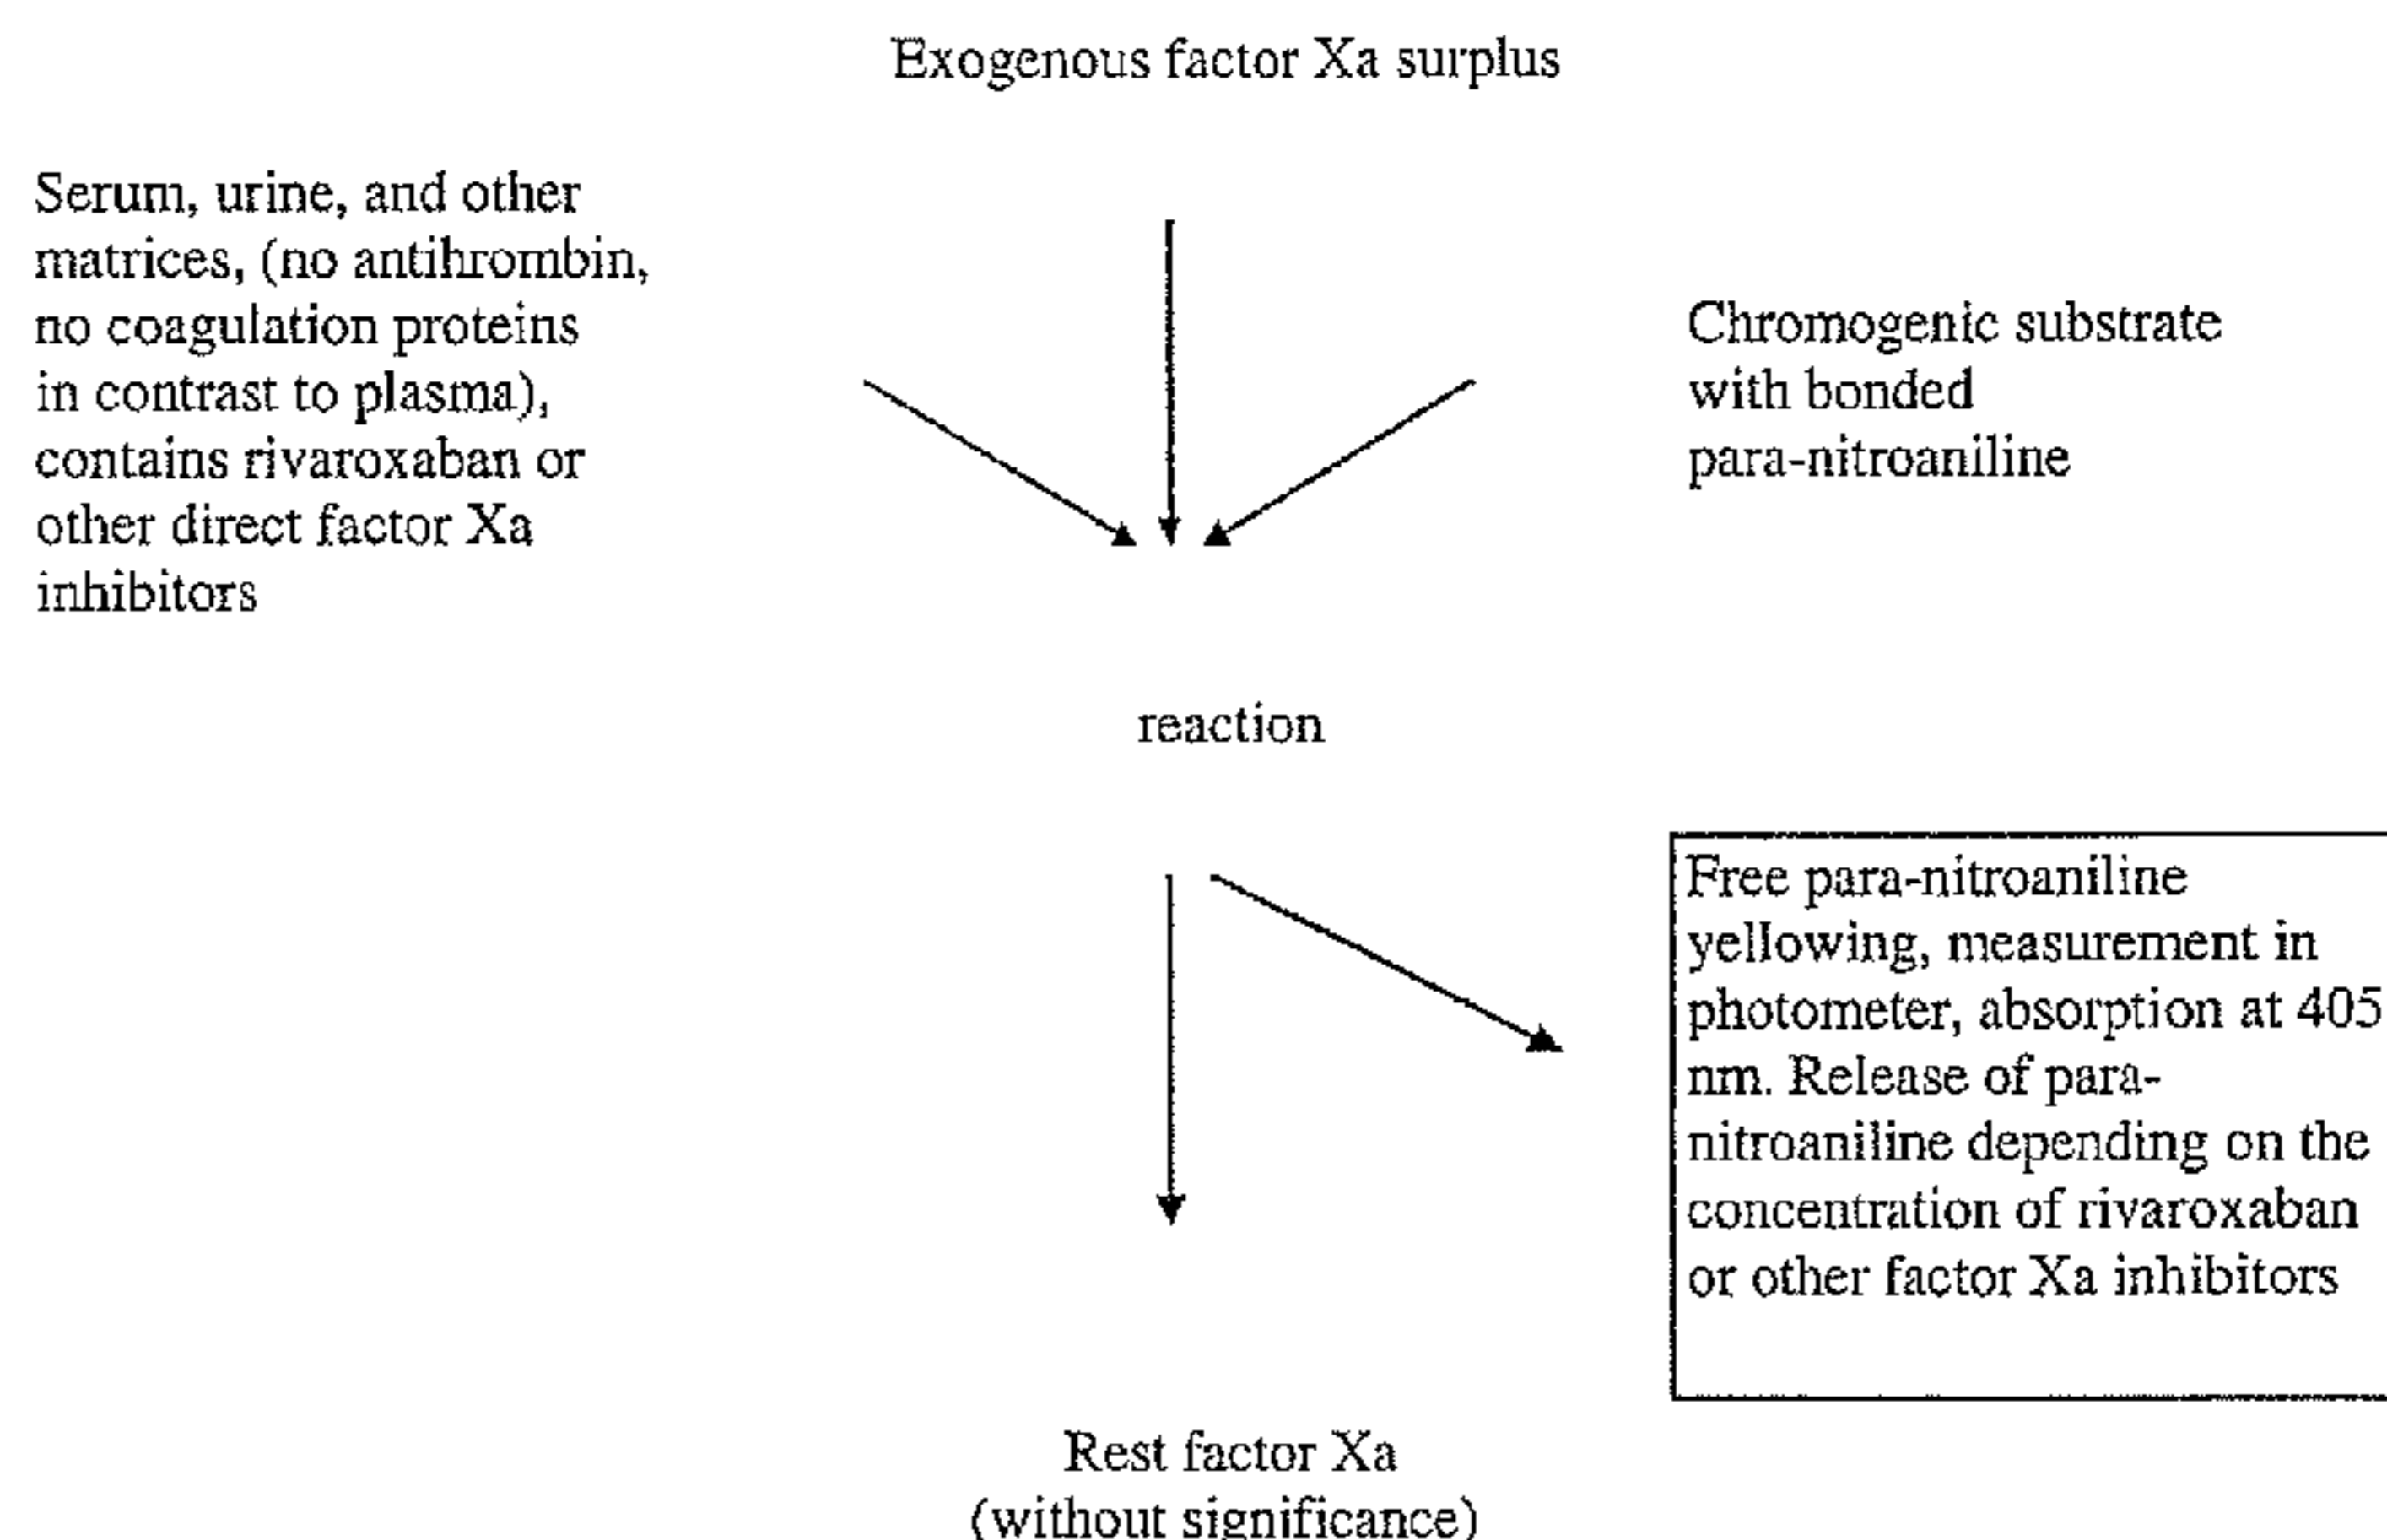 Exogenous factor Xa surplus
Serum, urine, and other
matrices, (no antihrombin,
no coagulation proteins
in contrast to plasma),
contains rivaroxaban or
other direct factor Xa
inhibitors
Chromogenic substrate
with bonded
para-nitroaniline
reaction
Free para-nitroaniline
yellowing, measurement in
photometer, absorption at 405
nm. Release of para-
nitroaniline depending on the
concentration of rivaroxaban
or other factor Xa inhibitors
Rest factor Xa
(without significance)